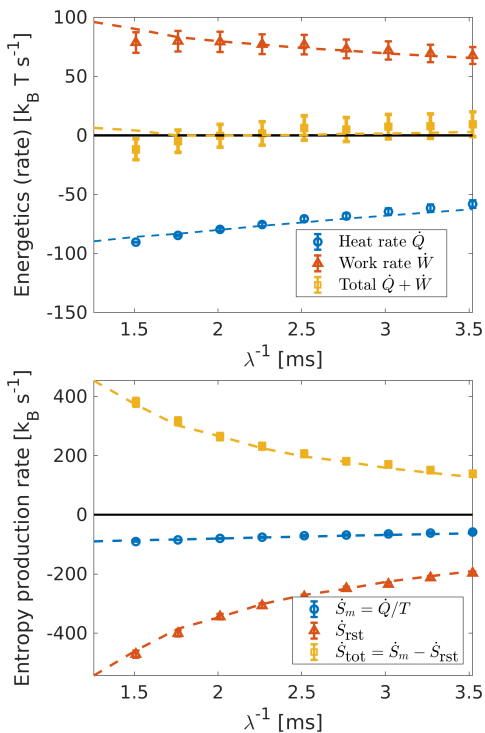 Energetics (rate) [k_B T s^-1]
100
50
0
-50
-100
-150
Heat rate Q̇
Work rate Ẇ
Total Q̇ + Ẇ
1.5 2 2.5 3 3.5
λ^-1 [ms]
Entropy production rate [k_B s^-1]
400
200
0
-200
-400
Ṡ_m = Q̇/T
Ṡ_rst
Ṡ_tot = Ṡ_m − Ṡ_rst
1.5 2 2.5 3 3.5
λ^-1 [ms]